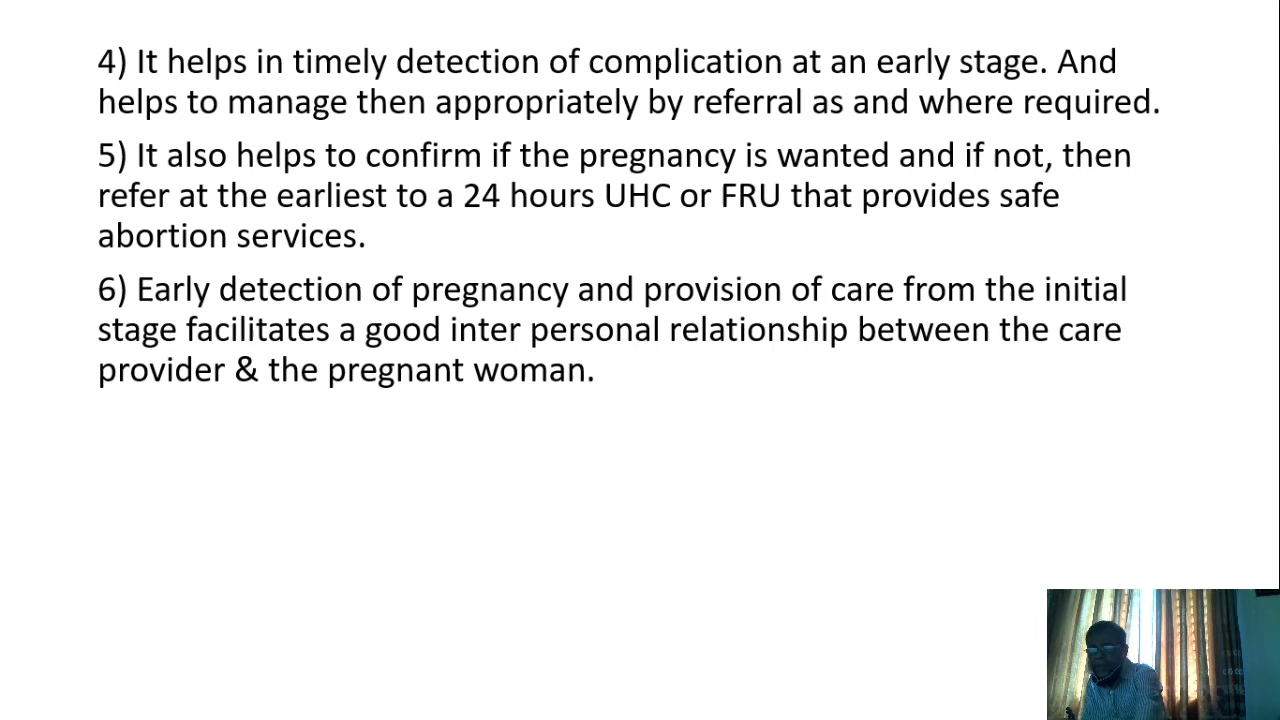 4) It helps in timely detection of complication at an early stage. And
helps to manage then appropriately by referral as and where required.
5) It also helps to confirm if the pregnancy is wanted and if not, then
refer at the earliest to a 24 hours UHC or FRU that provides safe
abortion services.
6) Early detection of pregnancy and provision of care from the initial
stage facilitates a good inter personal relationship between the care
provider & the pregnant woman.